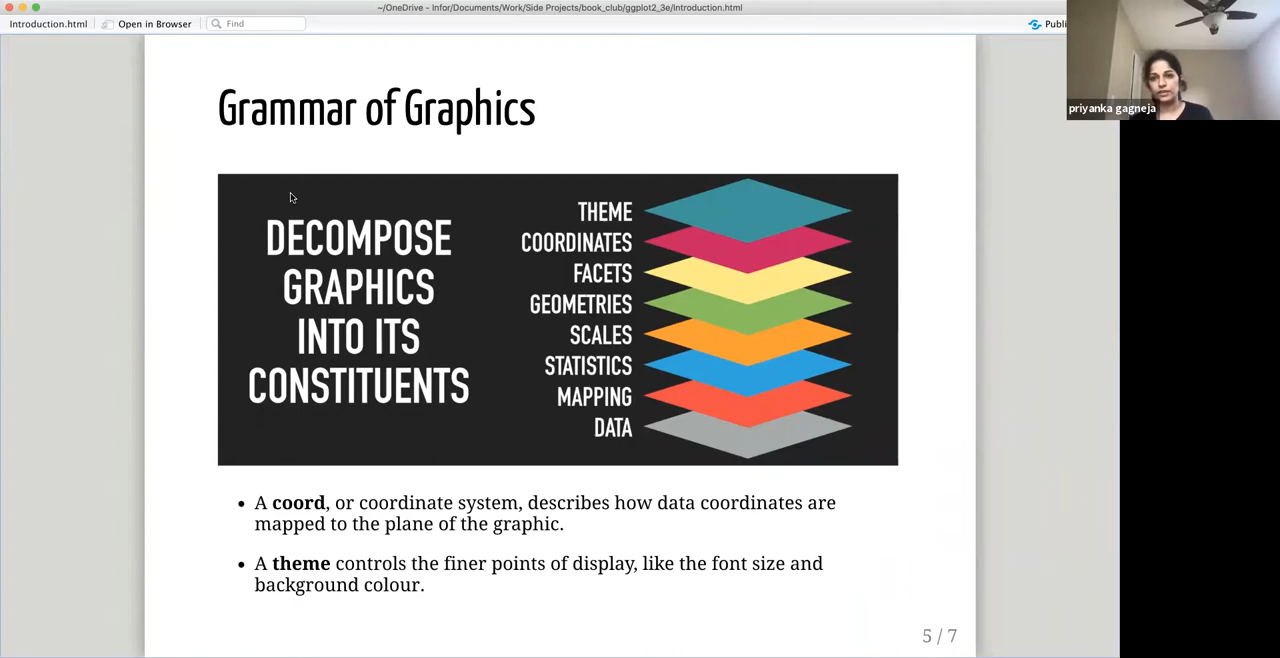 ~/OneDrive - Infor/Documents/Work/Side Projects/book_club/ggplot2_3e/Introduction.html
Introduction.html
Open in Browser
Find
Publi
priyanka gagneja
Grammar of Graphics
DECOMPOSE
GRAPHICS
INTO ITS
CONSTITUENTS
THEME
COORDINATES
FACETS
GEOMETRIES
SCALES
STATISTICS
MAPPING
DATA
• A coord, or coordinate system, describes how data coordinates are
mapped to the plane of the graphic.
• A theme controls the finer points of display, like the font size and
background colour.
5 / 7